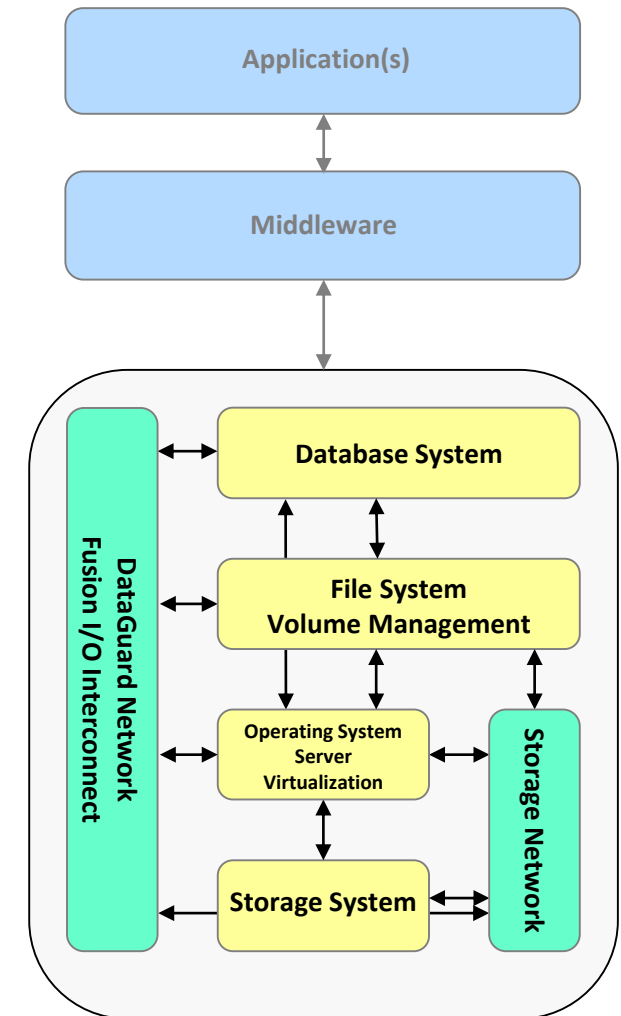 Application(s)
Middleware
Database System
DataGuard Network
Fusion I/O Interconnect
File System
Volume Management
Operating System
Server
Virtualization
Storage Network
Storage System